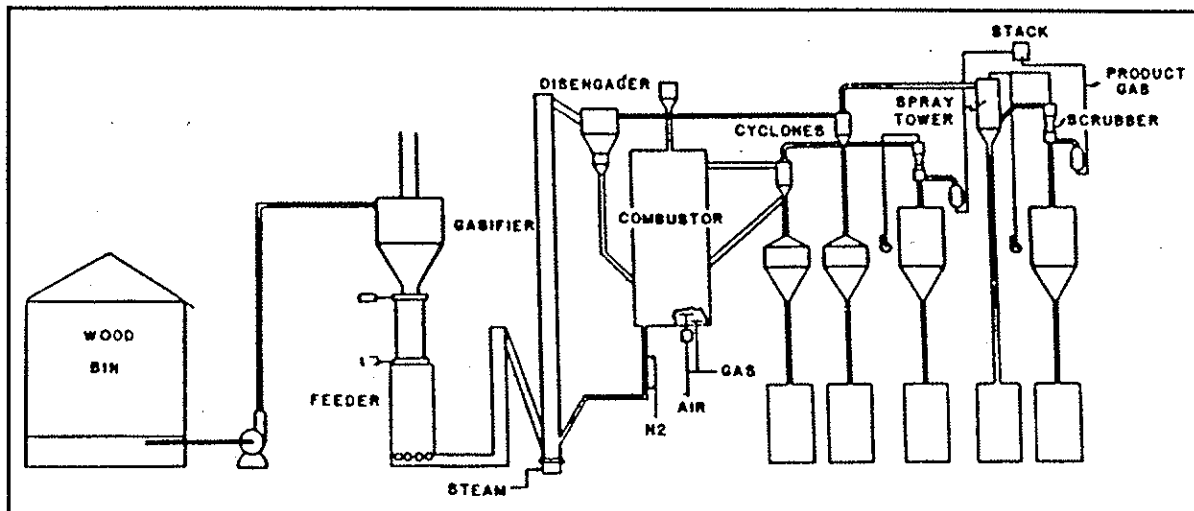 STACK
DISENGAGER
PRODUCT
GAS
SPRAY
TOWER
SCRUBBER
CYCLONES
GASIFIER
COMBUSTOR
WOOD
BIN
FEEDER
GAS
AIR
N2
STEAM